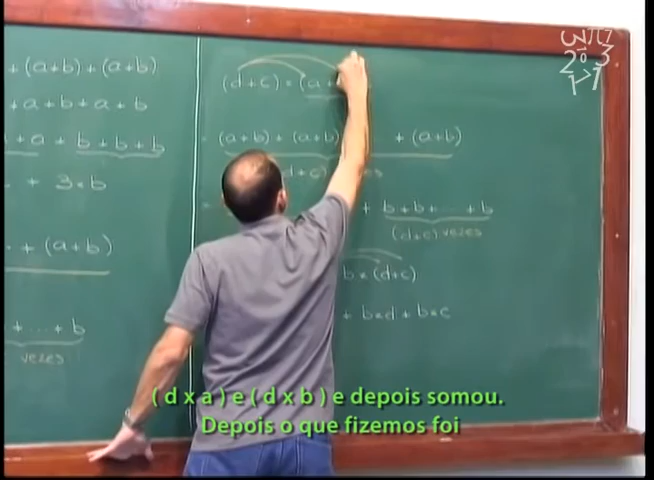 + (a+b) + (a+b)
+ a + b + a + b
+ a + b + b + b
+ 3×b
+ (a+b)
+ ... + b
vezes
(d+c) × (a+
(a+b) + (a+b) + (a+b)
+ b + b + ... + b
(d+c) vezes
b × (d+c)
+ b×d + b×c
( d x a ) e ( d x b ) e depois somou.
Depois o que fizemos foi